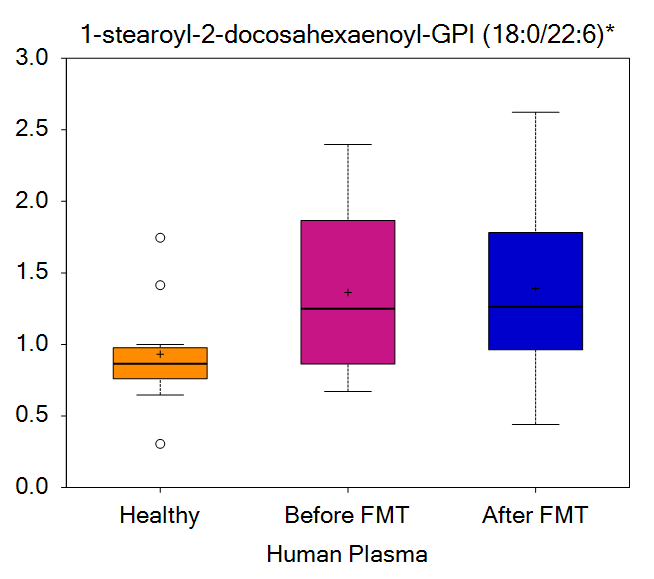 1-stearoyl-2-docosahexaenoyl-GPI (18:0/22:6)*
3.0
2.5
2.0
1.5
1.0
0.5
0.0
Healthy Before FMT After FMT
Human Plasma